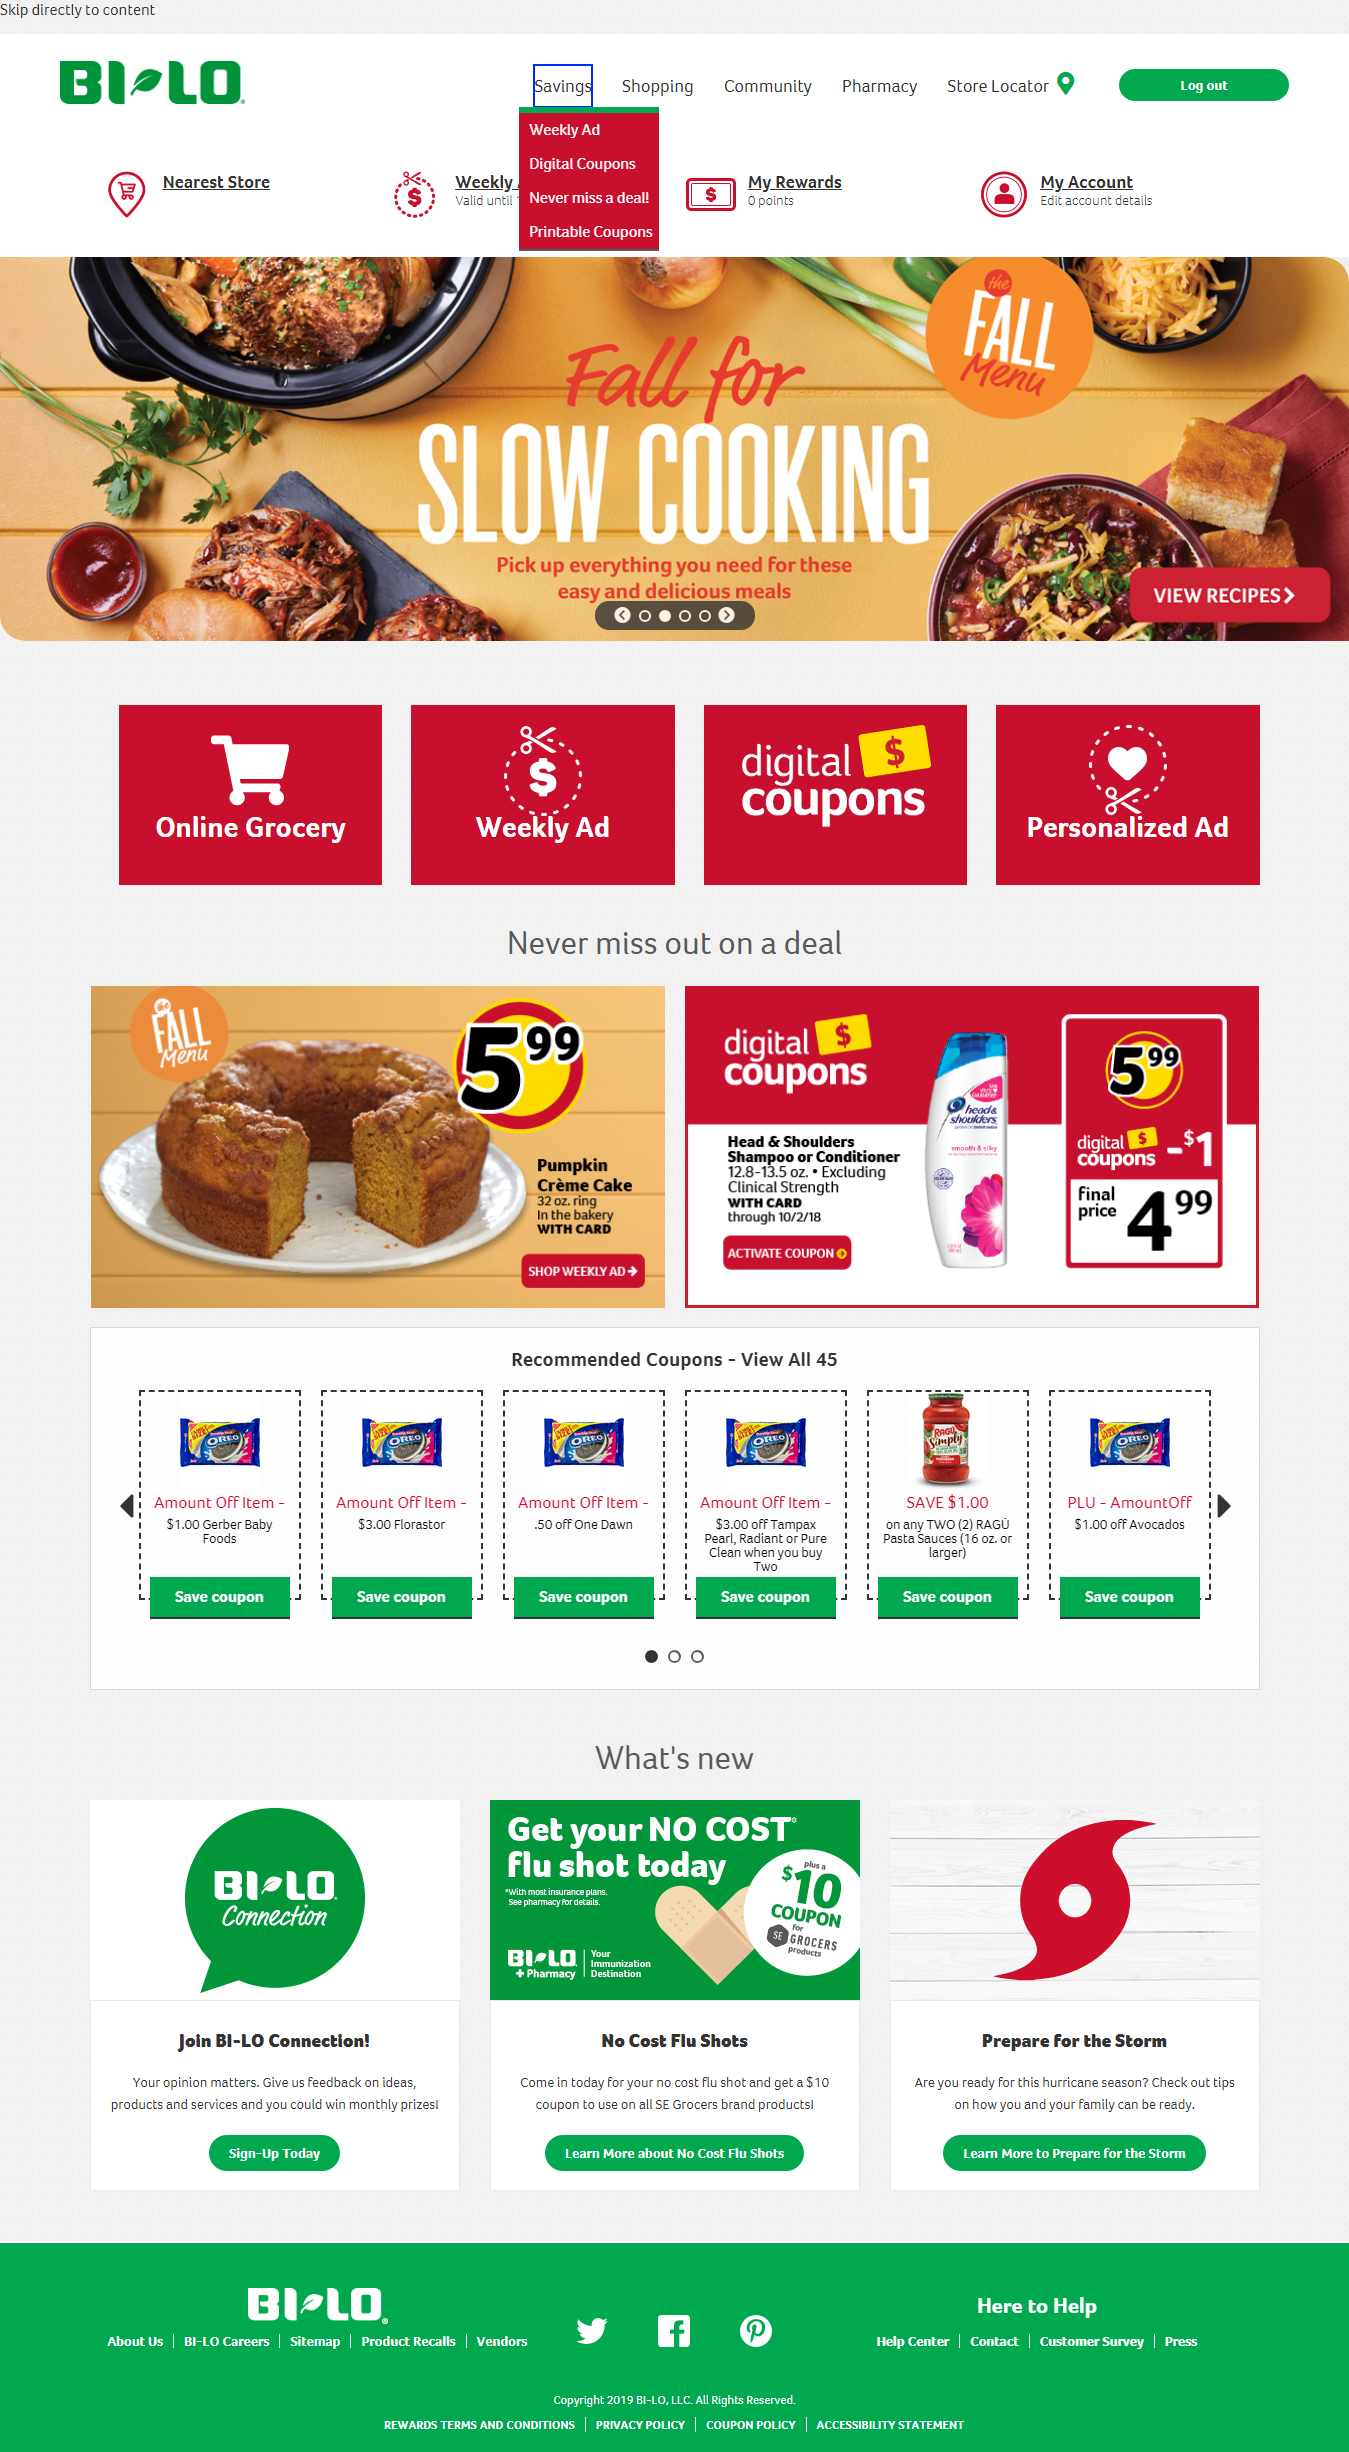 Skip directly to content
BI-LO
Savings
Shopping
Community
Pharmacy
Store Locator
Log out
Weekly Ad
Digital Coupons
Never miss a deal!
Printable Coupons
Nearest Store
Weekly
Valid until
My Rewards
0 points
My Account
Edit account details
the
FALL
Menu
Fall for
SLOW COOKING
Pick up everything you need for these
easy and delicious meals
VIEW RECIPES
Online Grocery
$
Weekly Ad
digital $
coupons
Personalized Ad
Never miss out on a deal
the
FALL
Menu
5 99
Pumpkin
Crème Cake
32 oz. ring
In the bakery
WITH CARD
SHOP WEEKLY AD
digital $
coupons
Head & Shoulders
Shampoo or Conditioner
12.8-13.5 oz. • Excluding
Clinical Strength
WITH CARD
through 10/2/18
ACTIVATE COUPON
head&
shoulders
smooth & silky
5 99
digital $
coupons
-$1
final
price
4 99
Recommended Coupons - View All 45
Amount Off Item -
$1.00 Gerber Baby
Foods
Save coupon
Amount Off Item -
$3.00 Florastor
Save coupon
Amount Off Item -
.50 off One Dawn
Save coupon
Amount Off Item -
$3.00 off Tampax
Pearl, Radiant or Pure
Clean when you buy
Two
Save coupon
SAVE $1.00
on any TWO (2) RAGÚ
Pasta Sauces (16 oz. or
larger)
Save coupon
PLU - AmountOff
$1.00 off Avocados
Save coupon
What's new
BI-LO
Connection
Join BI-LO Connection!
Your opinion matters. Give us feedback on ideas,
products and services and you could win monthly prizes!
Sign-Up Today
Get your NO COST*
flu shot today
*With most insurance plans.
See pharmacy for details.
plus a
$10
COUPON
for
SE GROCERS
products
BI-LO
+ Pharmacy
Your
Immunization
Destination
No Cost Flu Shots
Come in today for your no cost flu shot and get a $10
coupon to use on all SE Grocers brand products!
Learn More about No Cost Flu Shots
Prepare for the Storm
Are you ready for this hurricane season? Check out tips
on how you and your family can be ready.
Learn More to Prepare for the Storm
BI-LO
About Us
BI-LO Careers
Sitemap
Product Recalls
Vendors
Here to Help
Help Center
Contact
Customer Survey
Press
Copyright 2019 BI-LO, LLC. All Rights Reserved.
REWARDS TERMS AND CONDITIONS
PRIVACY POLICY
COUPON POLICY
ACCESSIBILITY STATEMENT